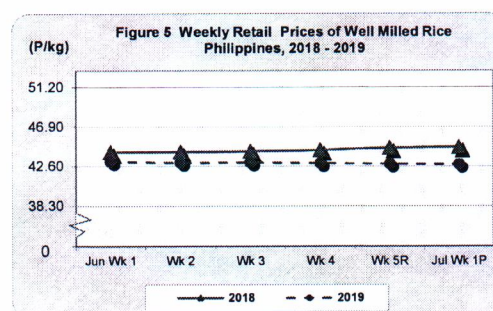 Figure 5 Weekly Retail Prices of Well Milled Rice
Philippines, 2018 - 2019
(P/kg)
51.20
46.90
42.60
38.30
0
Jun Wk 1 Wk 2 Wk 3 Wk 4 Wk 5R Jul Wk 1P
2018 2019